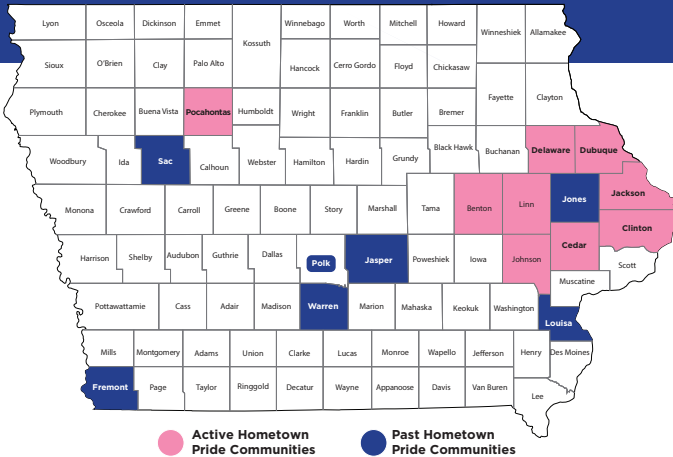 Lyon Osceola Dickinson Emmet Winnebago Worth Mitchell Howard
Winneshiek Allamakee
Kossuth
Sioux O'Brien Clay Palo Alto Hancock Cerro Gordo Floyd Chickasaw
Fayette Clayton
Plymouth Cherokee Buena Vista Pocahontas Humboldt Wright Franklin Butler Bremer
Black Hawk Buchanan Delaware Dubuque
Woodbury Ida Sac Calhoun Webster Hamilton Hardin Grundy
Jackson
Monona Crawford Carroll Greene Boone Story Marshall Tama Benton Linn Jones
Clinton
Harrison Shelby Audubon Guthrie Dallas Polk Jasper Poweshiek Iowa Johnson Cedar
Scott
Muscatine
Pottawattamie Cass Adair Madison Warren Marion Mahaska Keokuk Washington
Louisa
Mills Montgomery Adams Union Clarke Lucas Monroe Wapello Jefferson Henry Des Moines
Fremont Page Taylor Ringgold Decatur Wayne Appanoose Davis Van Buren
Lee
Active Hometown
Pride Communities
Past Hometown
Pride Communities